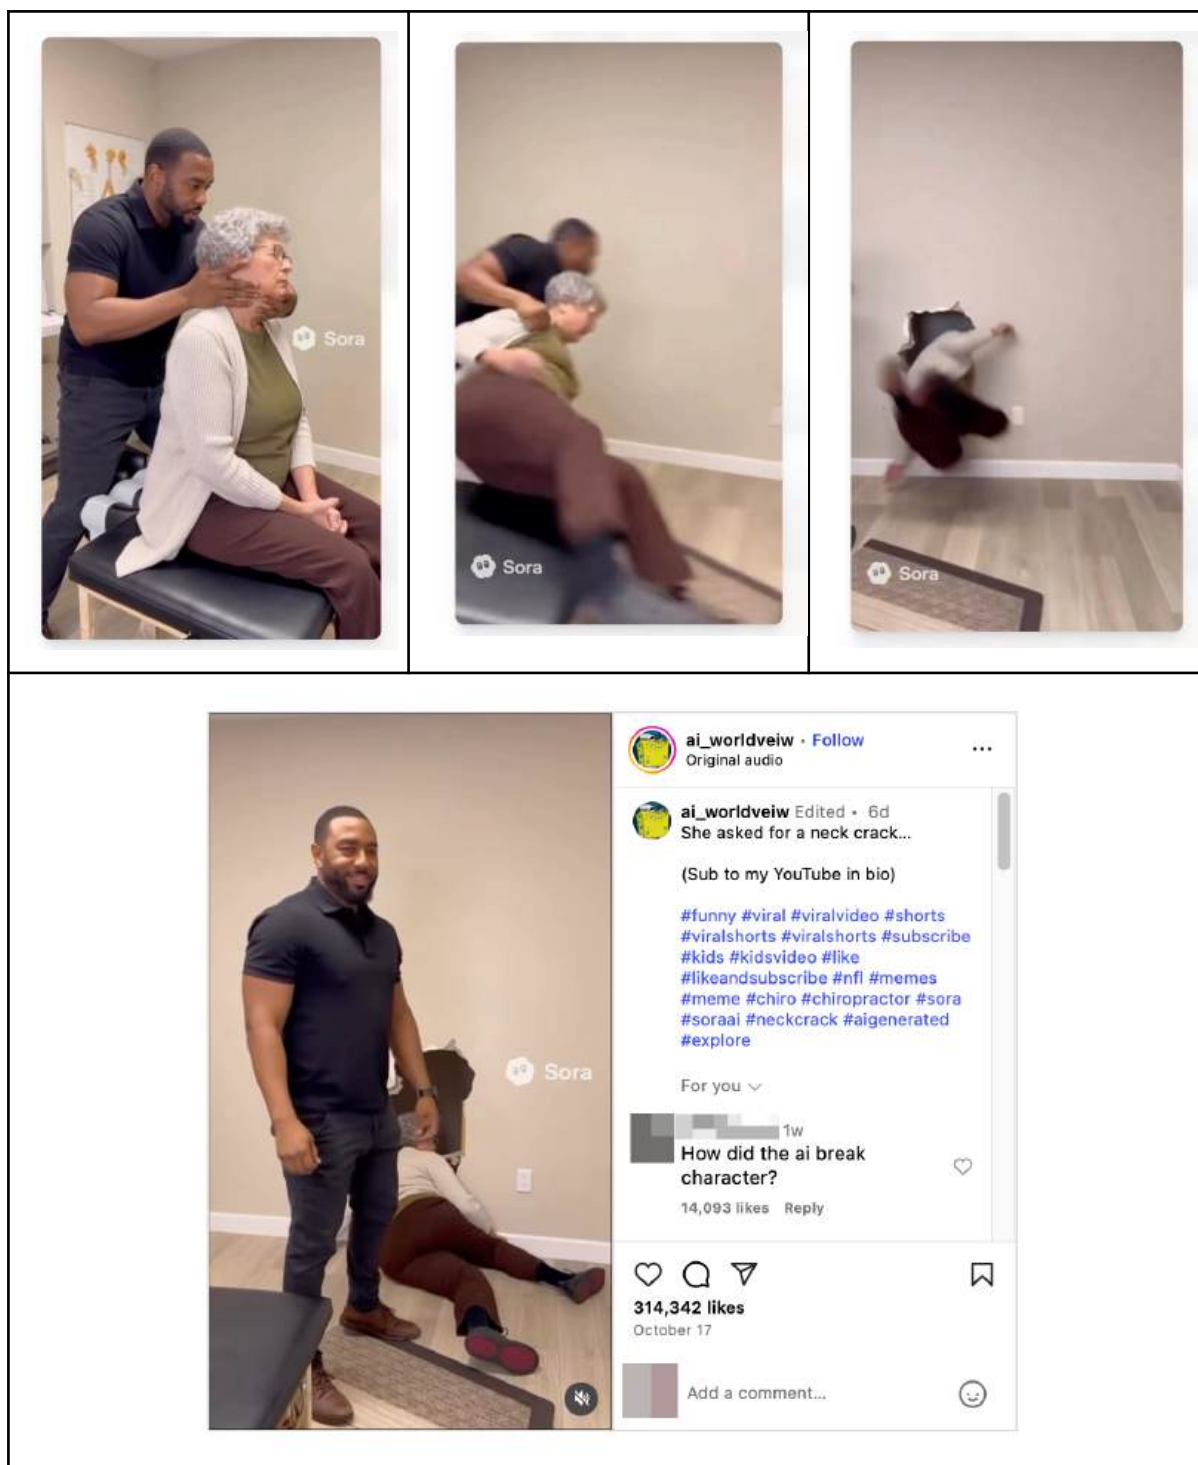 Sora
Sora
Sora
Sora
ai_worldveiw • Follow
Original audio
ai_worldveiw Edited • 6d
She asked for a neck crack...
(Sub to my YouTube in bio)
#funny #viral #viralvideo #shorts
#viralshorts #viralshorts #subscribe
#kids #kidsvideo #like
#likeandsubscribe #nfl #memes
#meme #chiro #chiropractor #sora
#soraai #neckcrack #aigenerated
#explore
For you
1w
How did the ai break
character?
14,093 likes Reply
314,342 likes
October 17
Add a comment...